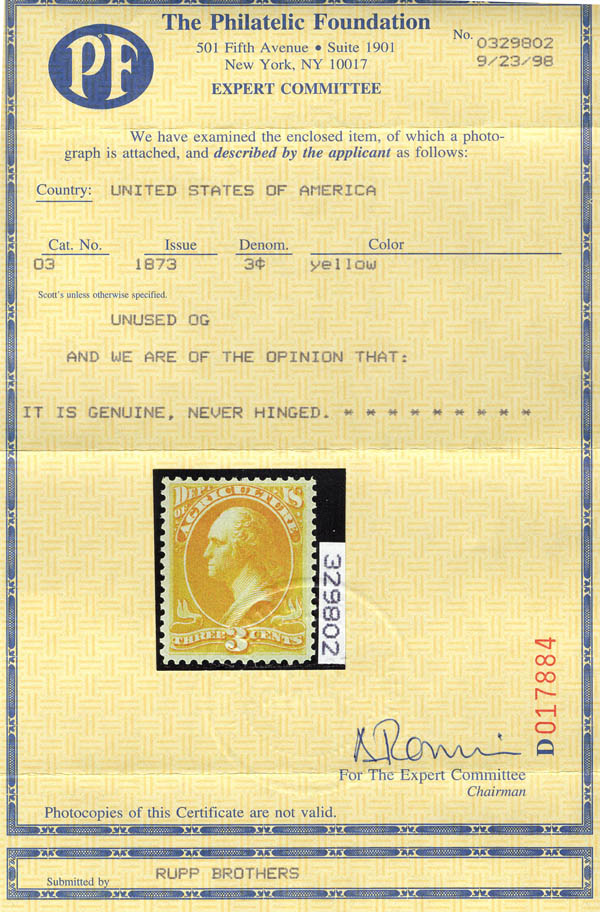 PF
The Philatelic Foundation
501 Fifth Avenue • Suite 1901
New York, NY 10017
EXPERT COMMITTEE
No. 0329802
9/23/98
We have examined the enclosed item, of which a photo-
graph is attached, and described by the applicant as follows:
Country: UNITED STATES OF AMERICA
Cat. No. Issue Denom. Color
O3 1873 3¢ yellow
Scott's unless otherwise specified.
UNUSED OG
AND WE ARE OF THE OPINION THAT:
IT IS GENUINE, NEVER HINGED. * * * * * * * * *
DEPT. OF AGRICULTURE U.S.
THREE 3 CENTS
329802
D017884
For The Expert Committee
Chairman
Photocopies of this Certificate are not valid.
Submitted by RUPP BROTHERS